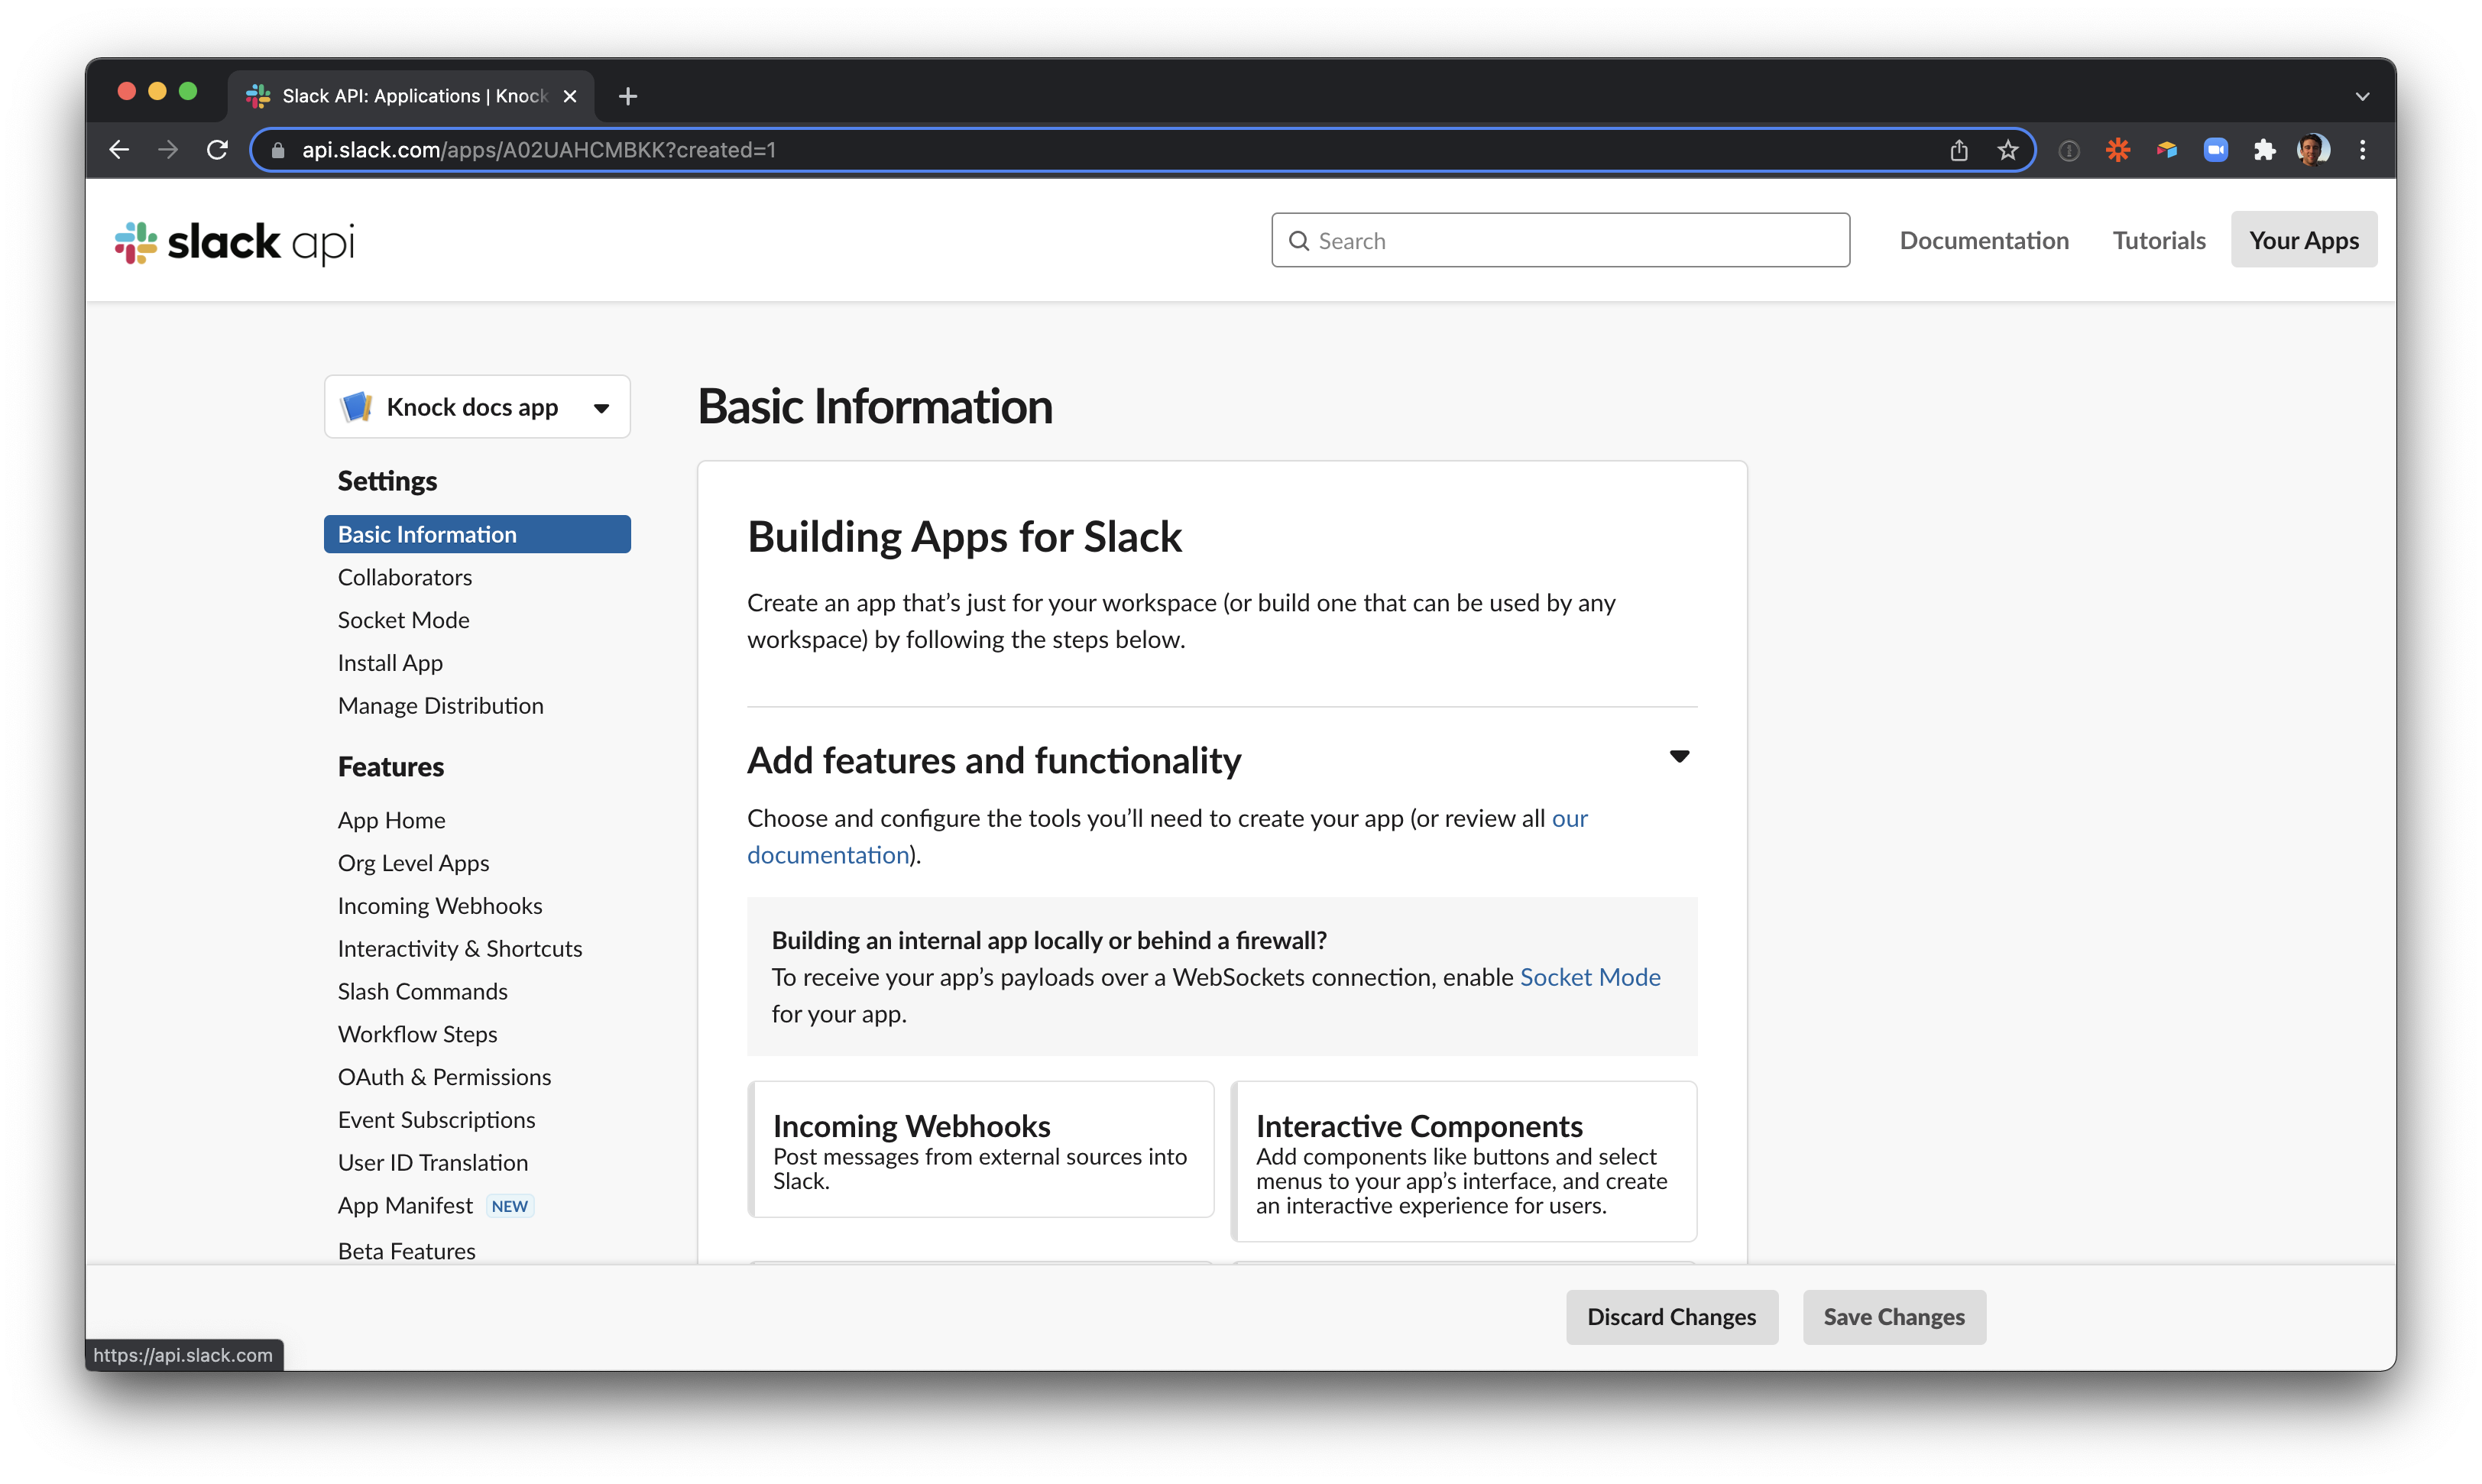 Slack API: Applications | Knock
api.slack.com/apps/A02UAHCMBKK?created=1
slack api
Search
Documentation
Tutorials
Your Apps
Knock docs app
Settings
Basic Information
Collaborators
Socket Mode
Install App
Manage Distribution
Features
App Home
Org Level Apps
Incoming Webhooks
Interactivity & Shortcuts
Slash Commands
Workflow Steps
OAuth & Permissions
Event Subscriptions
User ID Translation
App Manifest NEW
Beta Features
Basic Information
Building Apps for Slack
Create an app that’s just for your workspace (or build one that can be used by any
workspace) by following the steps below.
Add features and functionality
Choose and configure the tools you’ll need to create your app (or review all our
documentation).
Building an internal app locally or behind a firewall?
To receive your app’s payloads over a WebSockets connection, enable Socket Mode
for your app.
Incoming Webhooks
Post messages from external sources into
Slack.
Interactive Components
Add components like buttons and select
menus to your app’s interface, and create
an interactive experience for users.
Discard Changes
Save Changes
https://api.slack.com